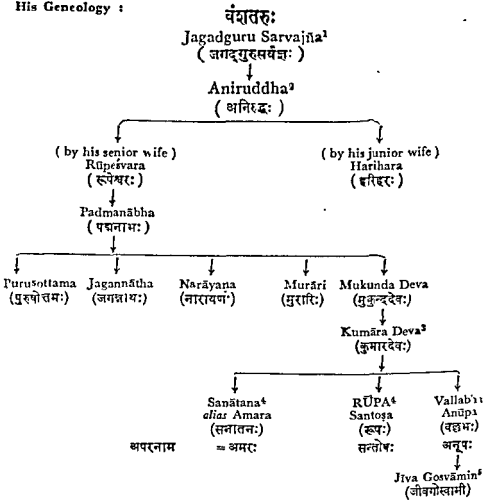 His Geneology :
वंशतरुः
Jagadguru Sarvajña¹
( जगद्गुरुसर्वज्ञः )
Aniruddha²
( अनिरुद्धः )
( by his senior wife ) ( by his junior wife )
Rūpeśvara Harihara
( रूपेश्वरः ) ( हरिहरः )
Padmanābha
( पद्मनाभः )
Purusottama Jagannātha Narāyaṇa Murāri Mukunda Deva
(पुरुषोत्तमः) (जगन्नाथः) (नारायणः) (मुरारिः) (मुकुन्ददेवः)
Kumāra Deva³
(कुमारदेवः)
Sanātana⁴ RŪPA⁴ Vallabha
alias Amara Santoṣa Anūpa
(सनातनः) (रूपः) (वल्लभः)
अपरनाम = अमरः सन्तोषः अनूपः
Jīva Gosvāmin⁵
(जीवगोस्वामी)